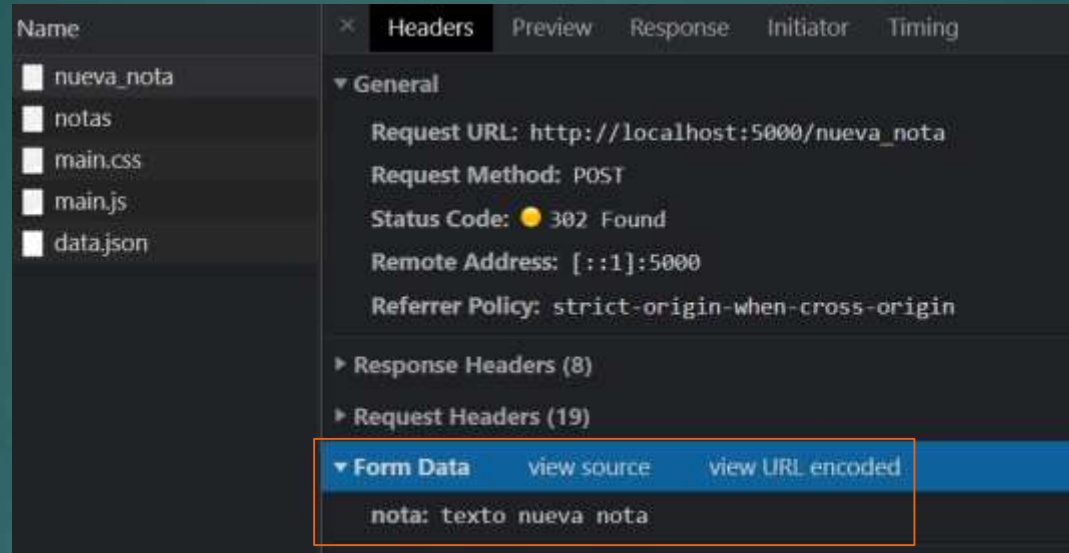 Name
nueva_nota
notas
main.css
main.js
data.json
× Headers Preview Response Initiator Timing
▼ General
Request URL: http://localhost:5000/nueva_nota
Request Method: POST
Status Code: 302 Found
Remote Address: [::1]:5000
Referrer Policy: strict-origin-when-cross-origin
▶ Response Headers (8)
▶ Request Headers (19)
▼ Form Data view source view URL encoded
nota: texto nueva nota